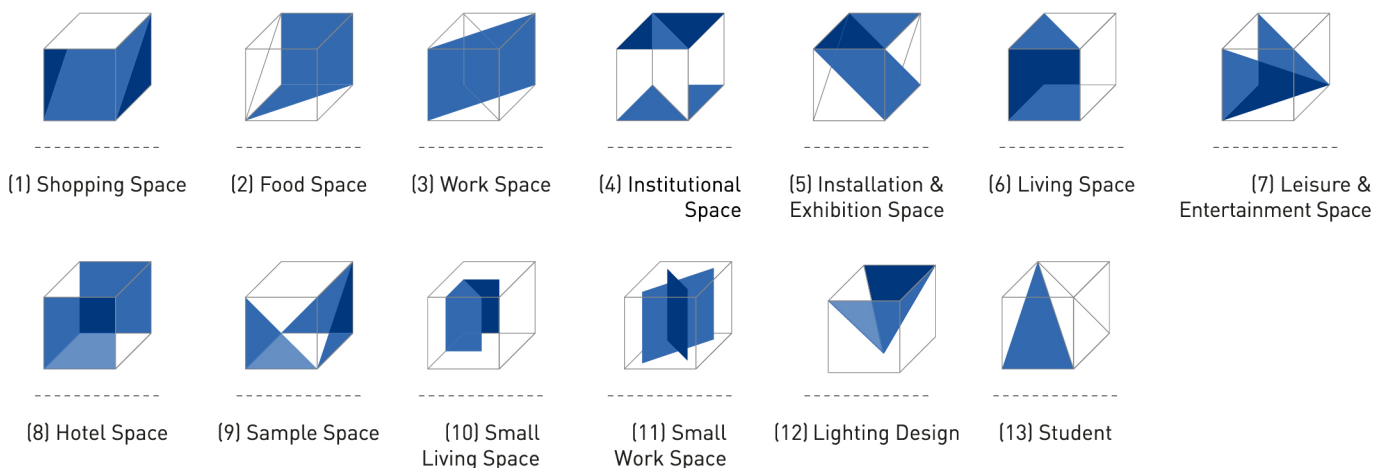 (1) Shopping Space
(2) Food Space
(3) Work Space
(4) Institutional
Space
(5) Installation &
Exhibition Space
(6) Living Space
(7) Leisure &
Entertainment Space
(8) Hotel Space
(9) Sample Space
(10) Small
Living Space
(11) Small
Work Space
(12) Lighting Design
(13) Student